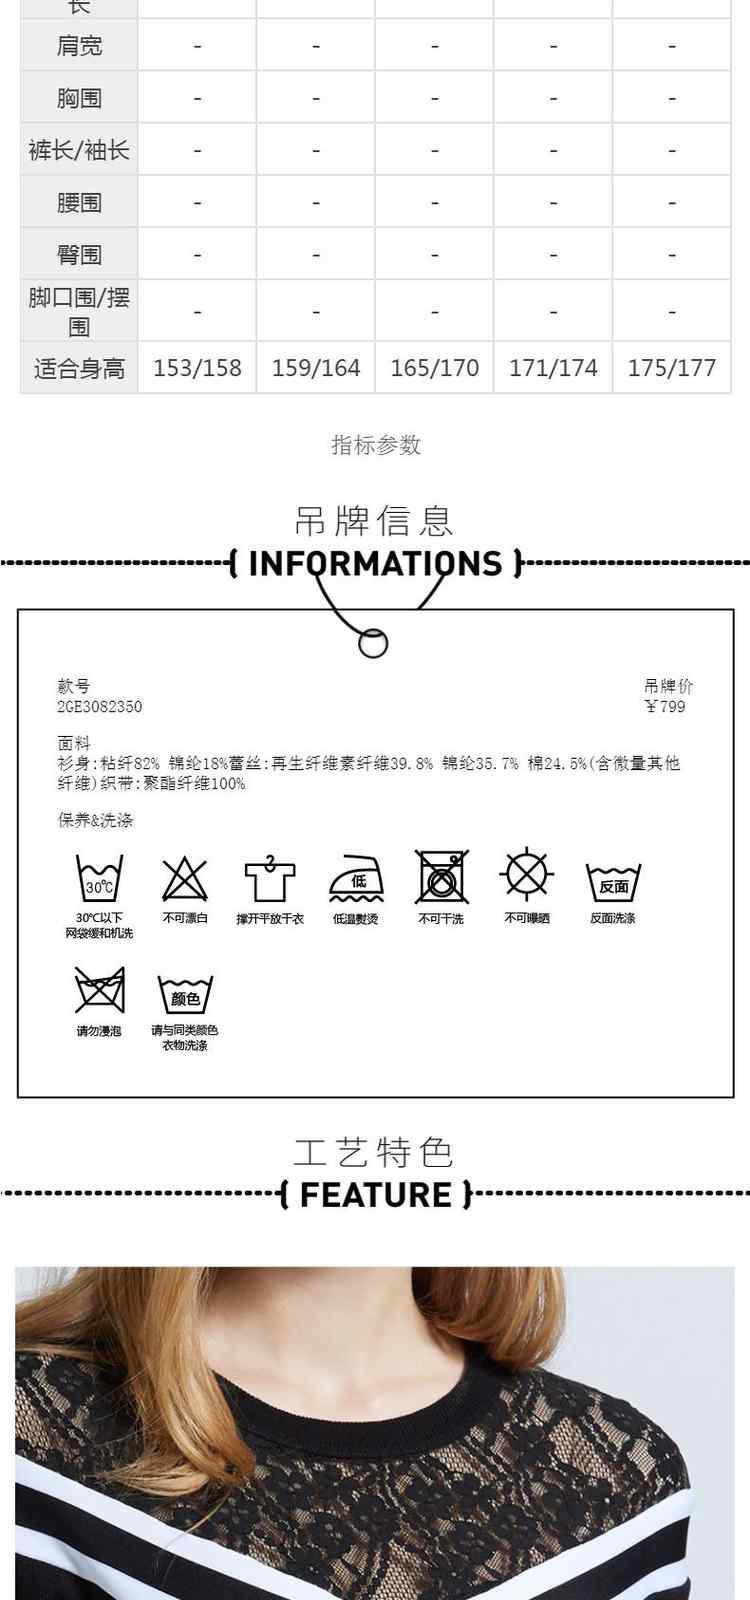 长
肩宽 - - - - -
胸围 - - - - -
裤长/袖长 - - - - -
腰围 - - - - -
臀围 - - - - -
脚口围/摆
围 - - - - -
适合身高 153/158 159/164 165/170 171/174 175/177
指标参数
吊牌信息
INFORMATIONS
款号 吊牌价
2GE3082350 ￥799
面料
衫身:粘纤82% 锦纶18%蕾丝:再生纤维素纤维39.8% 锦纶35.7% 棉24.5%(含微量其他
纤维)织带:聚酯纤维100%
保养&洗涤
30℃ 低 反面
30℃以下 不可漂白 撑开平放干衣 低温熨烫 不可干洗 不可曝晒 反面洗涤
网袋缓和机洗
颜色
请勿浸泡 请与同类颜色
衣物洗涤
工艺特色
FEATURE